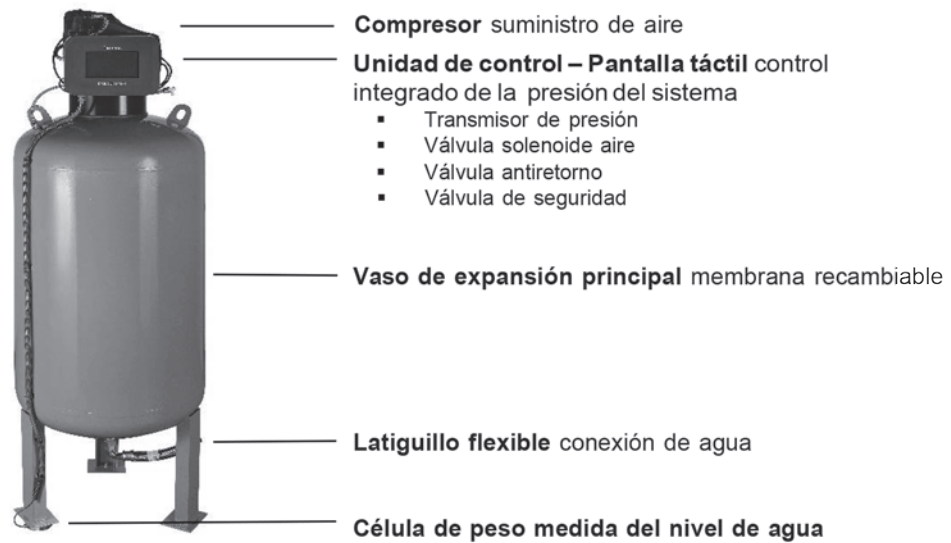 Compresor suministro de aire
Unidad de control – Pantalla táctil control
integrado de la presión del sistema
▪ Transmisor de presión
▪ Válvula solenoide aire
▪ Válvula antiretorno
▪ Válvula de seguridad
Vaso de expansión principal membrana recambiable
Latiguillo flexible conexión de agua
Célula de peso medida del nivel de agua